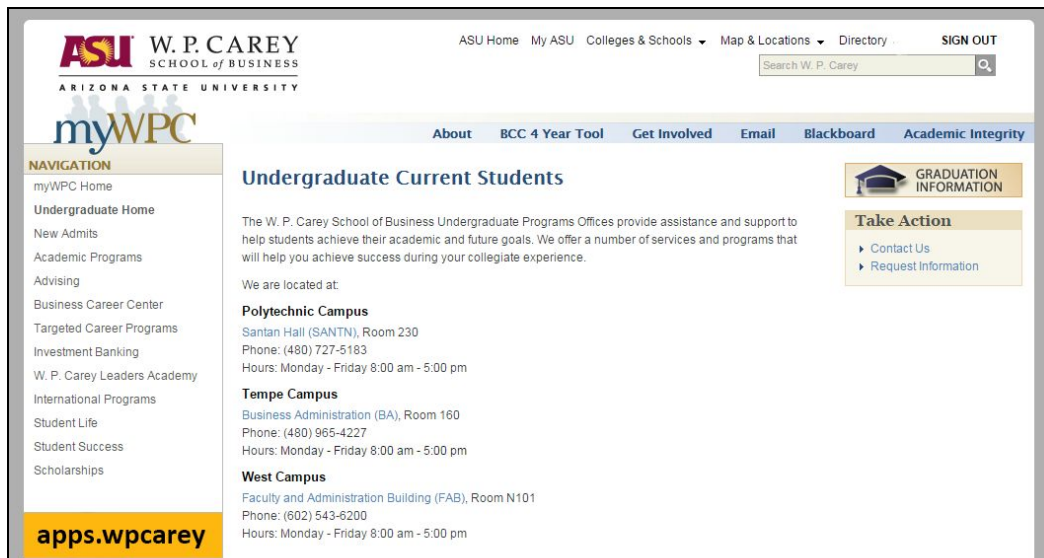 ASU W. P. CAREY
SCHOOL of BUSINESS
ARIZONA STATE UNIVERSITY
ASU Home My ASU Colleges & Schools Map & Locations Directory SIGN OUT
Search W. P. Carey
myWPC
About BCC 4 Year Tool Get Involved Email Blackboard Academic Integrity
NAVIGATION
myWPC Home
Undergraduate Home
New Admits
Academic Programs
Advising
Business Career Center
Targeted Career Programs
Investment Banking
W. P. Carey Leaders Academy
International Programs
Student Life
Student Success
Scholarships
apps.wpcarey
Undergraduate Current Students
The W. P. Carey School of Business Undergraduate Programs Offices provide assistance and support to
help students achieve their academic and future goals. We offer a number of services and programs that
will help you achieve success during your collegiate experience.
We are located at:
Polytechnic Campus
Santan Hall (SANTN), Room 230
Phone: (480) 727-5183
Hours: Monday - Friday 8:00 am - 5:00 pm
Tempe Campus
Business Administration (BA), Room 160
Phone: (480) 965-4227
Hours: Monday - Friday 8:00 am - 5:00 pm
West Campus
Faculty and Administration Building (FAB), Room N101
Phone: (602) 543-6200
Hours: Monday - Friday 8:00 am - 5:00 pm
GRADUATION
INFORMATION
Take Action
Contact Us
Request Information